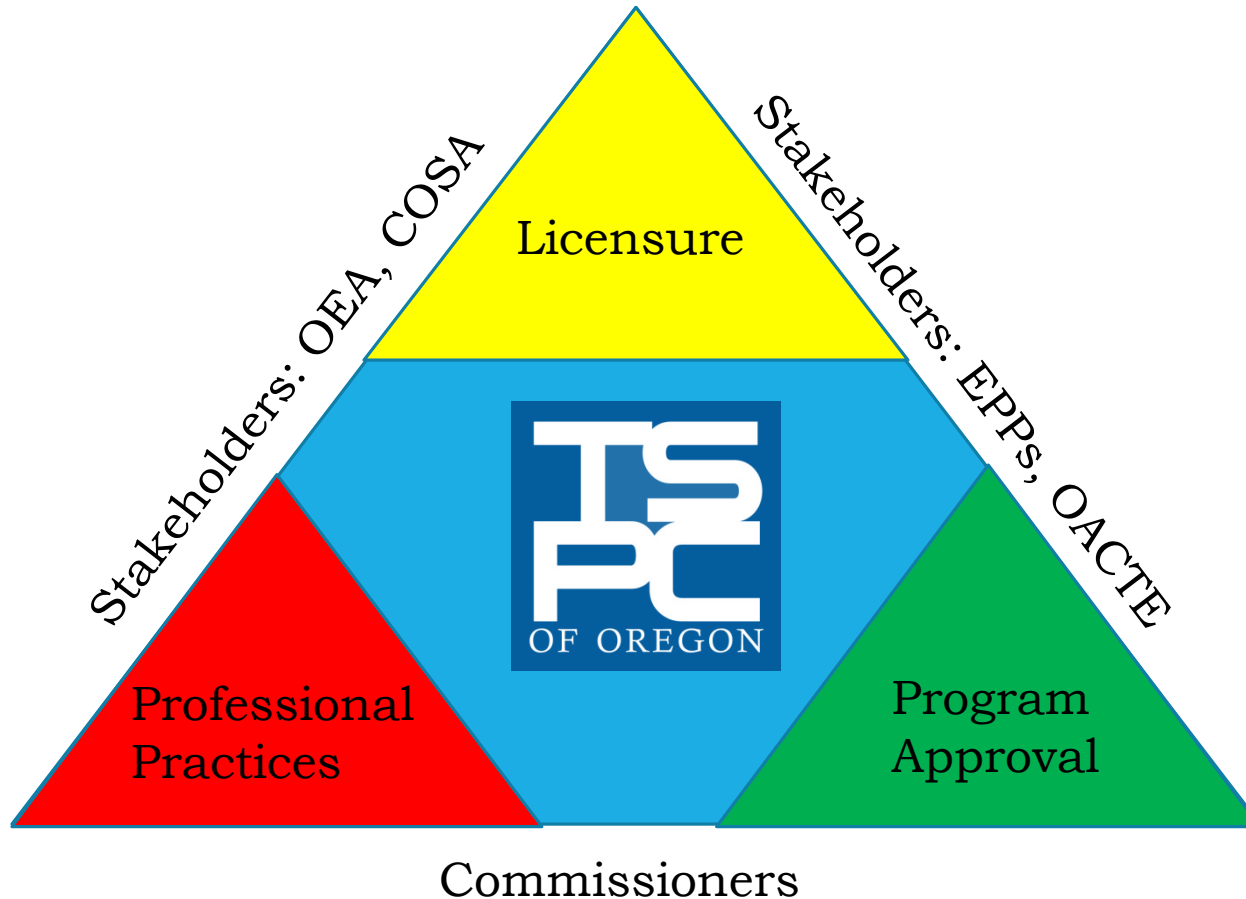 Stakeholders: OEA, COSA
Stakeholders: EPPs, OACTE
Licensure
TS
PC
OF OREGON
Professional
Practices
Program
Approval
Commissioners